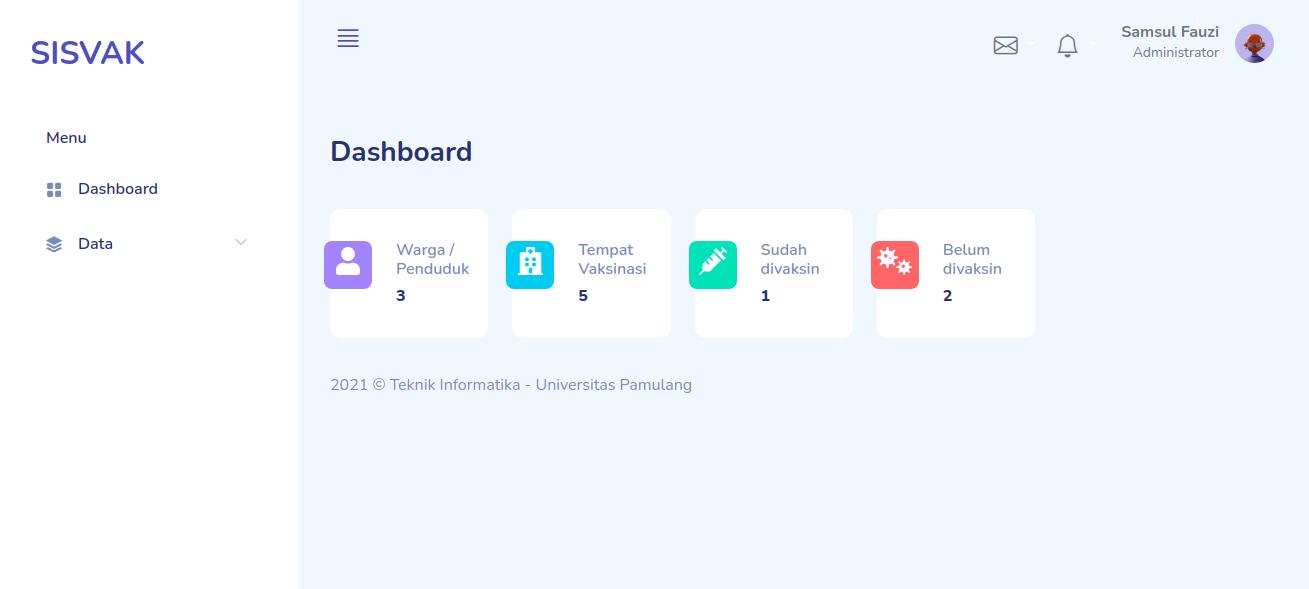 SISVAK
Menu
Dashboard
Data
Samsul Fauzi
Administrator
Dashboard
Warga /
Penduduk
3
Tempat
Vaksinasi
5
Sudah
divaksin
1
Belum
divaksin
2
2021 © Teknik Informatika - Universitas Pamulang